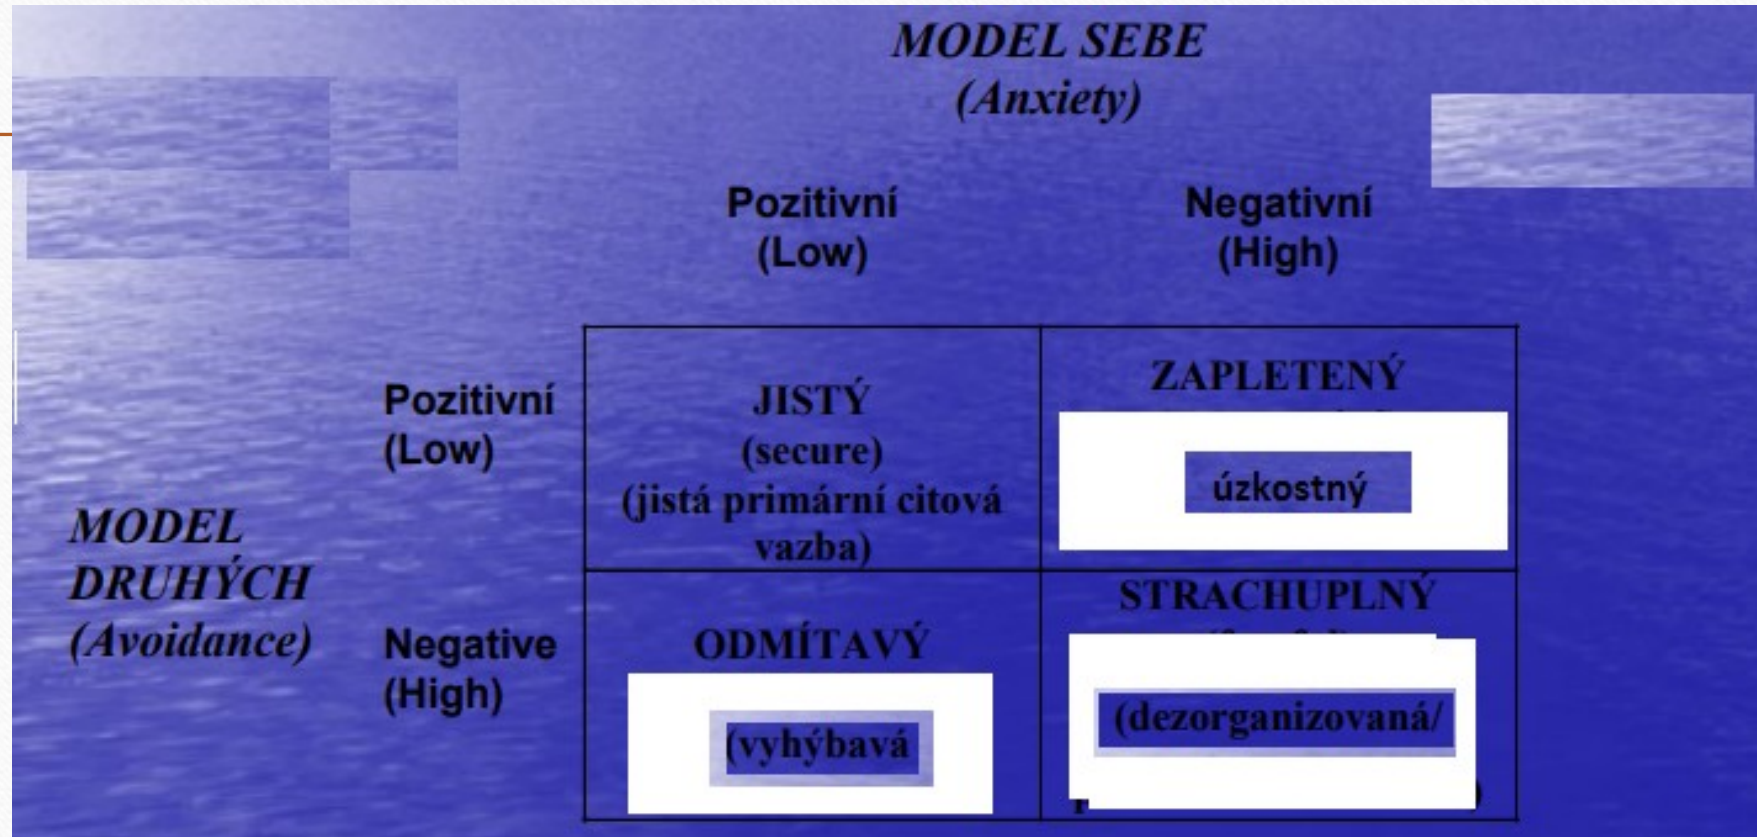 MODEL SEBE
(Anxiety)
Pozitivní
(Low)
Negativní
(High)
Pozitivní
(Low)
JISTÝ
(secure)
(jistá primární citová
vazba)
ZAPLETENÝ
úzkostný
MODEL
DRUHÝCH
(Avoidance)
Negative
(High)
ODMÍTAVÝ
(vyhýbavá
STRACHUPLNÝ
(dezorganizovaná/